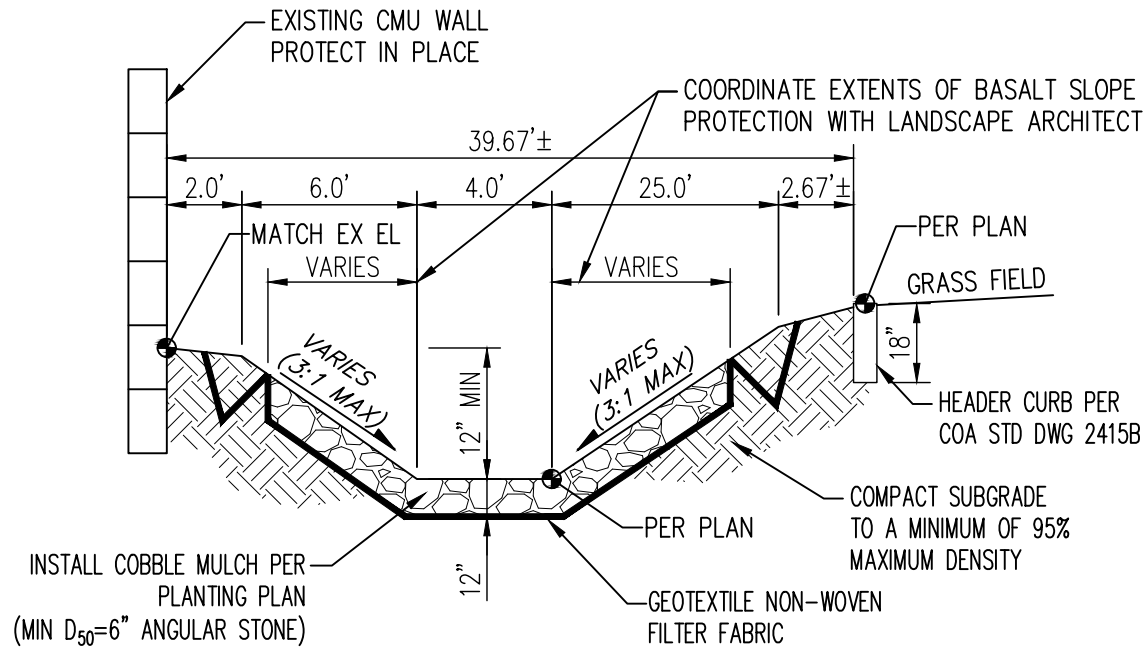 EXISTING CMU WALL
PROTECT IN PLACE
COORDINATE EXTENTS OF BASALT SLOPE
PROTECTION WITH LANDSCAPE ARCHITECT
39.67'±
2.0'
6.0'
4.0'
25.0'
2.67'±
MATCH EX EL
PER PLAN
VARIES
VARIES
GRASS FIELD
VARIES
(3:1 MAX)
12" MIN
VARIES
(3:1 MAX)
18"
HEADER CURB PER
COA STD DWG 2415B
COMPACT SUBGRADE
TO A MINIMUM OF 95%
MAXIMUM DENSITY
PER PLAN
12"
INSTALL COBBLE MULCH PER
PLANTING PLAN
(MIN D50=6" ANGULAR STONE)
GEOTEXTILE NON-WOVEN
FILTER FABRIC